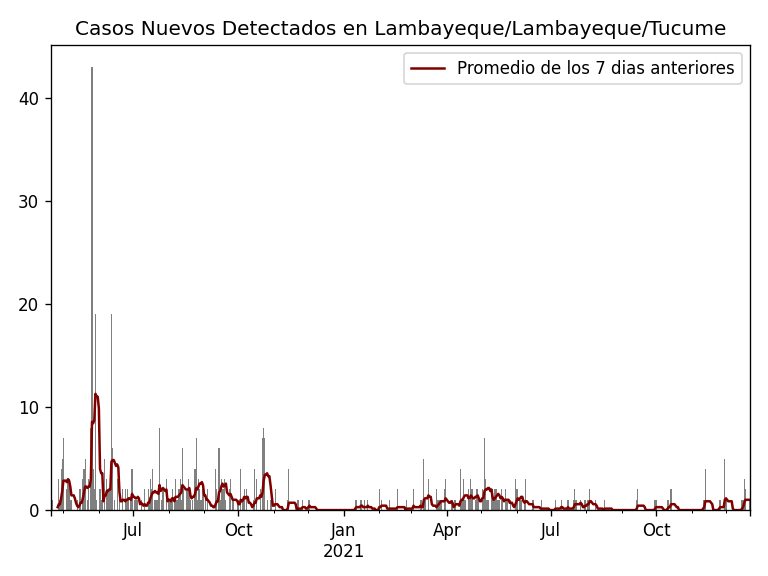 Casos Nuevos Detectados en Lambayeque/Lambayeque/Tucume
Promedio de los 7 dias anteriores
40
30
20
10
0
Jul
Oct
Jan
2021
Apr
Jul
Oct